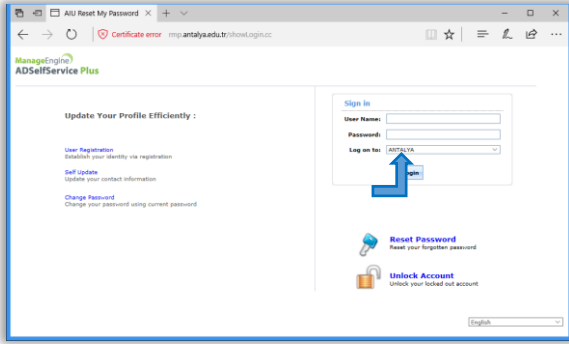 AIU Reset My Password
Certificate error rmp.antalya.edu.tr/showLogin.cc
ManageEngine
ADSelfService Plus
Update Your Profile Efficiently :
User Registration
Establish your identity via registration
Self Update
Update your contact information
Change Password
Change your password using current password
Sign in
User Name:
Password:
Log on to: ANTALYA
Reset Password
Reset your forgotten password
Unlock Account
Unlock your locked out account
English